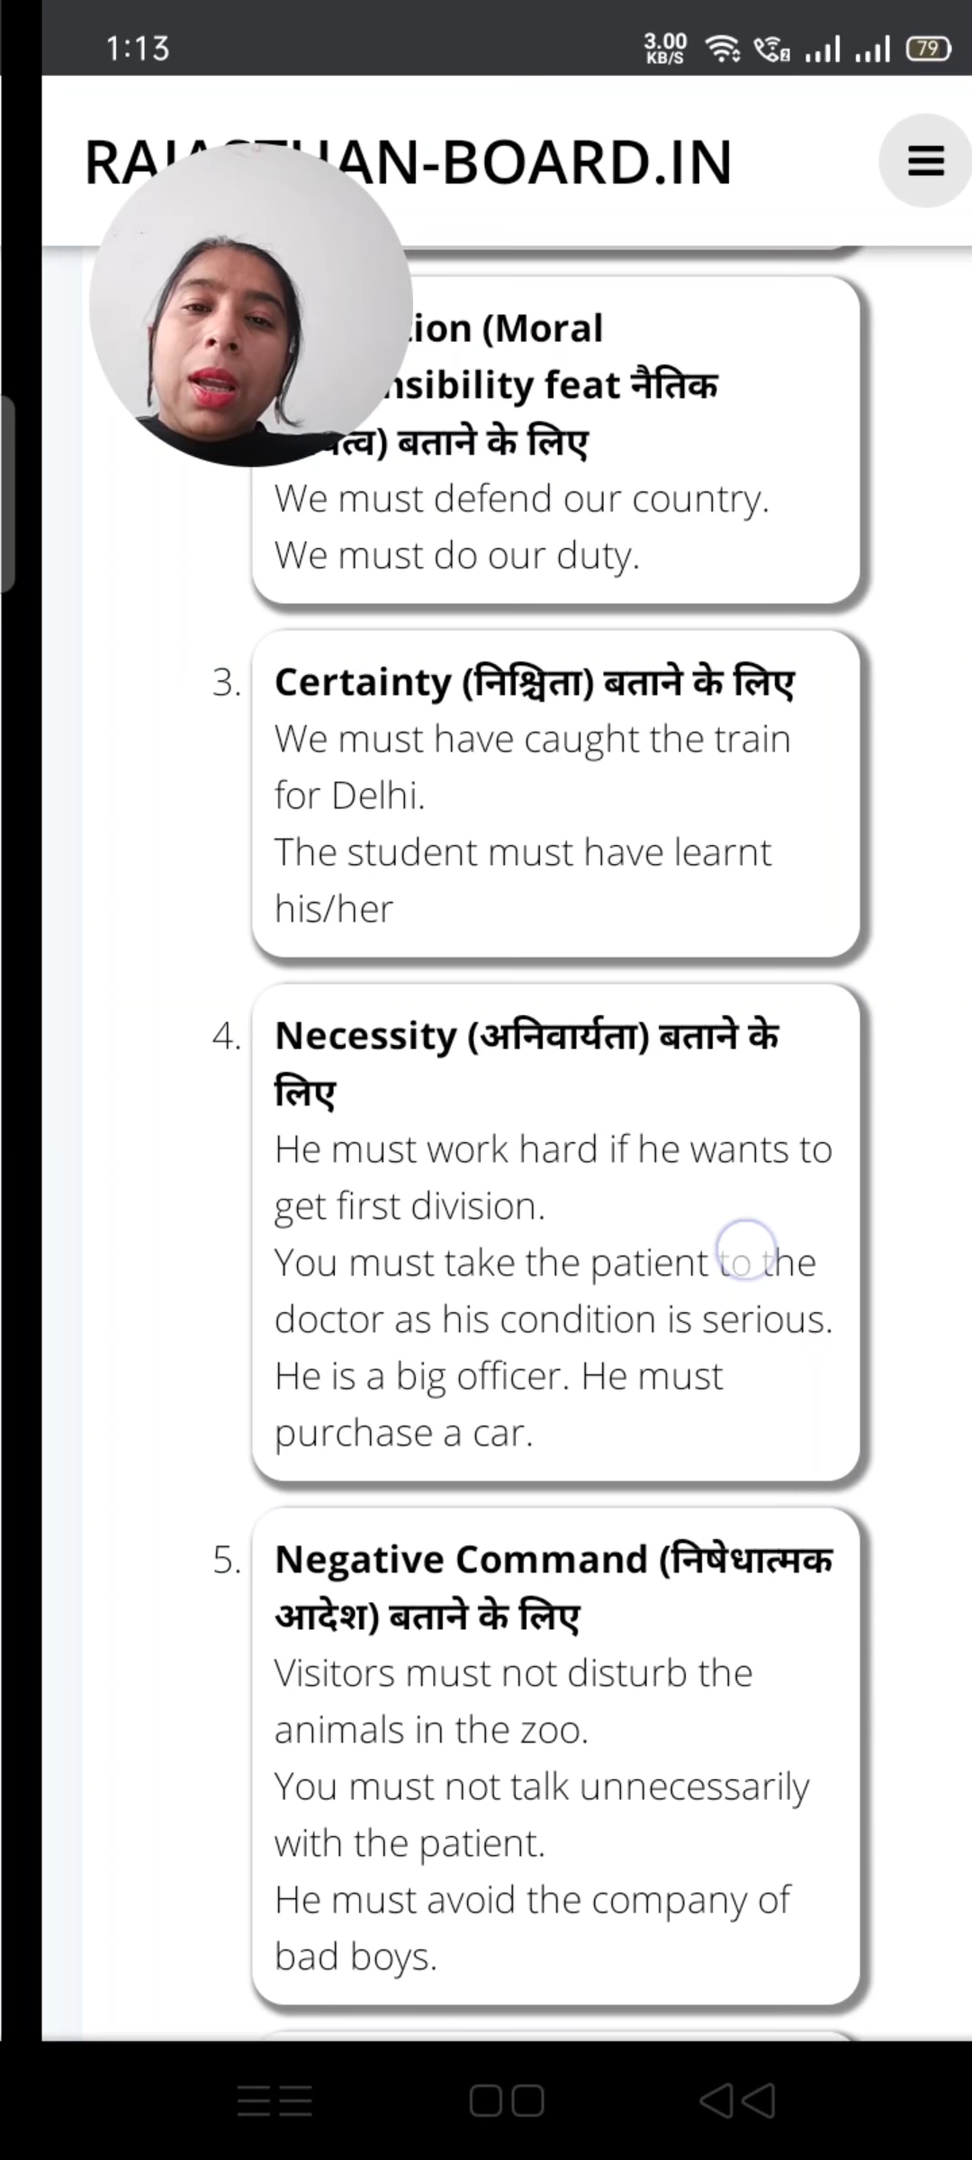 1:13
3.00
KB/S
79
AN-BOARD.IN
(Moral
feat नैतिक
बताने के लिए
We must defend our country.
We must do our duty.
3. Certainty (निश्चिता) बताने के लिए
We must have caught the train
for Delhi.
The student must have learnt
his/her
4. Necessity (अनिवार्यता) बताने के
लिए
He must work hard if he wants to
get first division.
You must take the patient to the
doctor as his condition is serious.
He is a big officer. He must
purchase a car.
5. Negative Command (निषेधात्मक
आदेश) बताने के लिए
Visitors must not disturb the
animals in the zoo.
You must not talk unnecessarily
with the patient.
He must avoid the company of
bad boys.